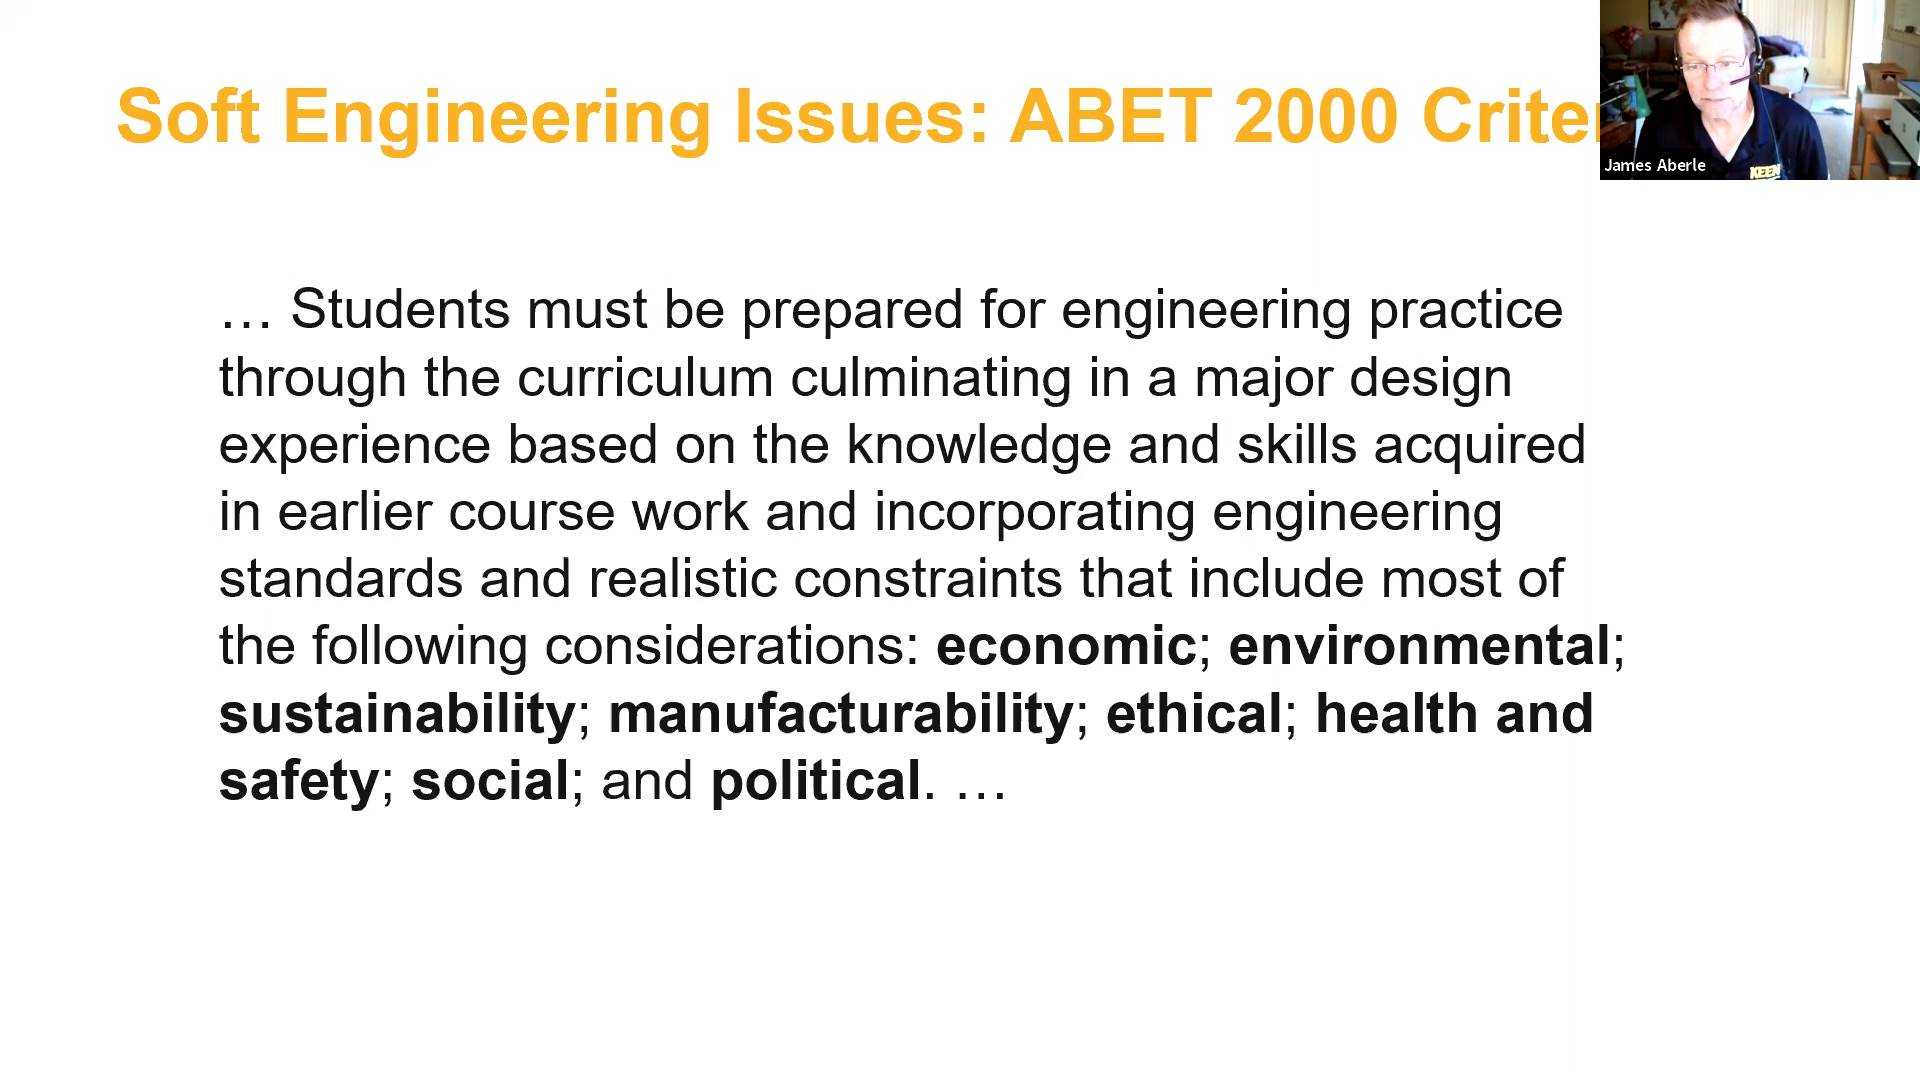 Soft Engineering Issues: ABET 2000 Criter
James Aberle
KEEN
… Students must be prepared for engineering practice
through the curriculum culminating in a major design
experience based on the knowledge and skills acquired
in earlier course work and incorporating engineering
standards and realistic constraints that include most of
the following considerations: economic; environmental;
sustainability; manufacturability; ethical; health and
safety; social; and political. …